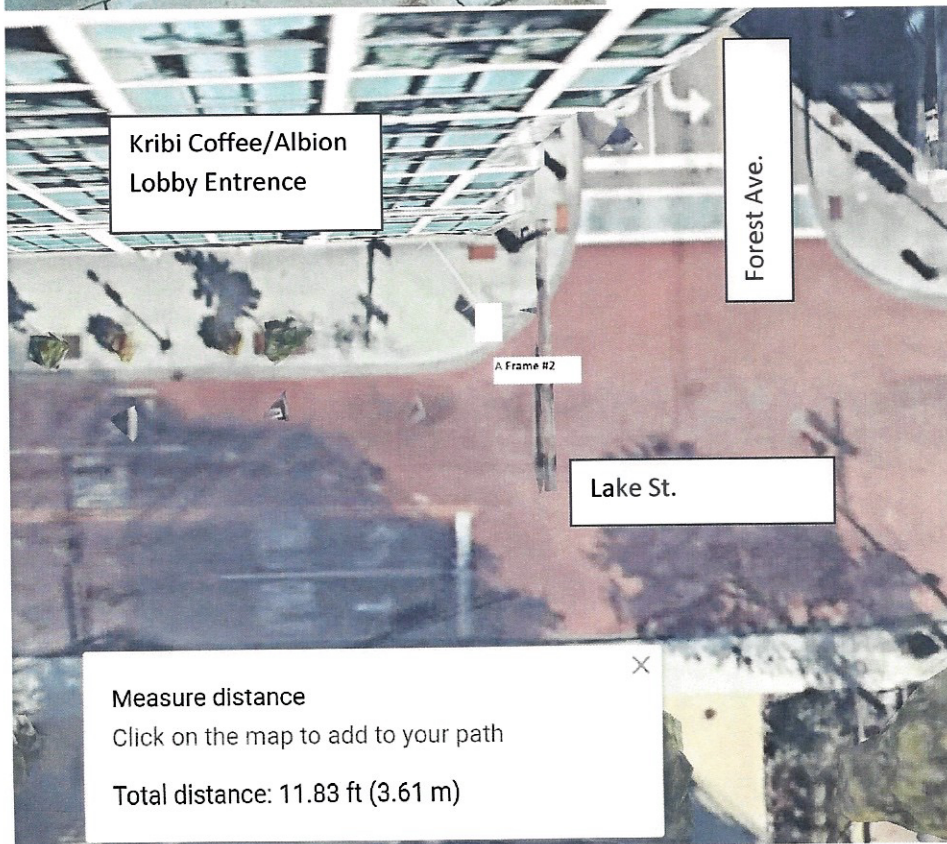 Kribi Coffee/Albion
Lobby Entrence
Forest Ave.
A Frame #2
Lake St.
Measure distance
Click on the map to add to your path
Total distance: 11.83 ft (3.61 m)